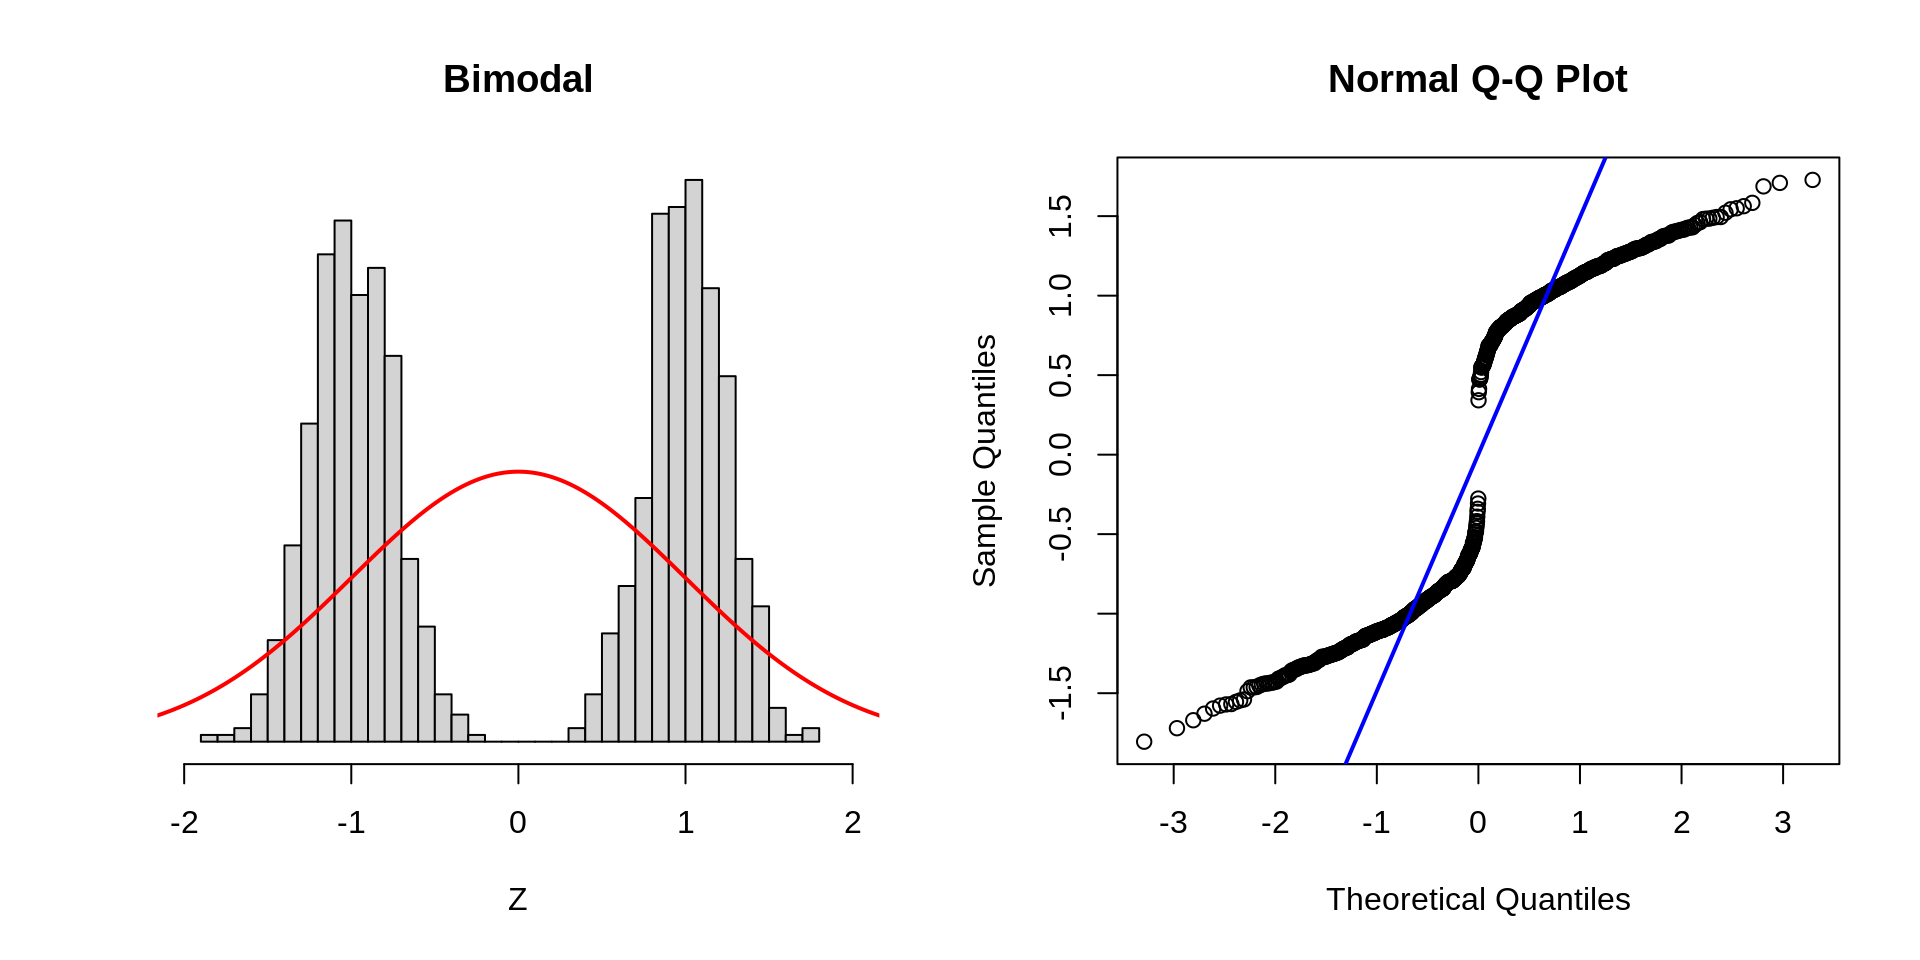 Bimodal
-2 -1 0 1 2
Z
Normal Q-Q Plot
Sample Quantiles
-1.5 -0.5 0.0 0.5 1.0 1.5
-3 -2 -1 0 1 2 3
Theoretical Quantiles